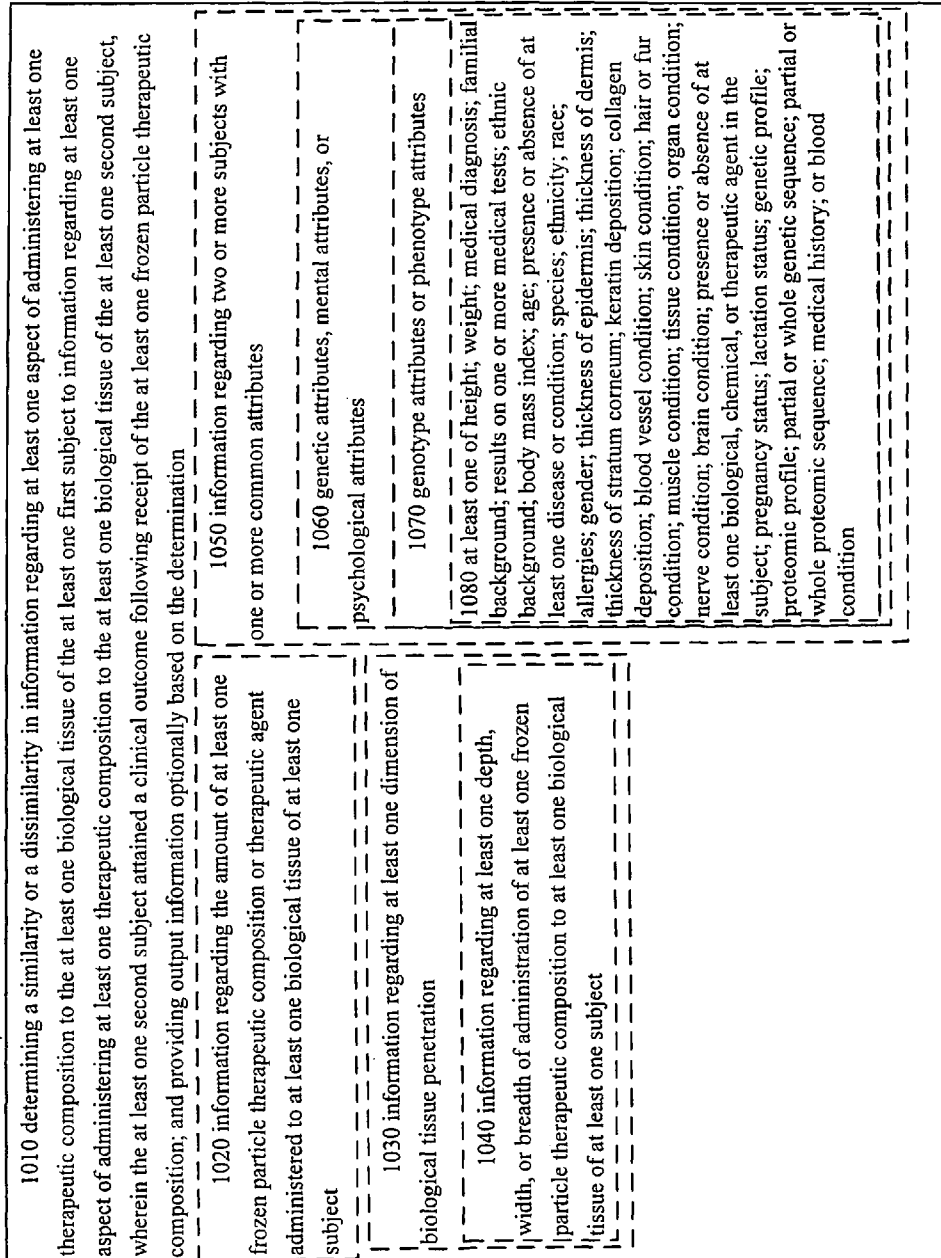 1010 determining a similarity or a dissimilarity in information regarding at least one aspect of administering at least one
therapeutic composition to the at least one biological tissue of the at least one first subject to information regarding at least one
aspect of administering at least one therapeutic composition to the at least one biological tissue of the at least one second subject,
wherein the at least one second subject attained a clinical outcome following receipt of the at least one frozen particle therapeutic
composition; and providing output information optionally based on the determination
1020 information regarding the amount of at least one
frozen particle therapeutic composition or therapeutic agent
administered to at least one biological tissue of at least one
subject
1030 information regarding at least one dimension of
biological tissue penetration
1040 information regarding at least one depth,
width, or breadth of administration of at least one frozen
particle therapeutic composition to at least one biological
tissue of at least one subject
1050 information regarding two or more subjects with
one or more common attributes
1060 genetic attributes, mental attributes, or
psychological attributes
1070 genotype attributes or phenotype attributes
1080 at least one of height; weight; medical diagnosis; familial
background; results on one or more medical tests; ethnic
background; body mass index; age; presence or absence of at
least one disease or condition; species; ethnicity; race;
allergies; gender; thickness of epidermis; thickness of dermis;
thickness of stratum corneum; keratin deposition; collagen
deposition; blood vessel condition; skin condition; hair or fur
condition; muscle condition; tissue condition; organ condition;
nerve condition; brain condition; presence or absence of at
least one biological, chemical, or therapeutic agent in the
subject; pregnancy status; lactation status; genetic profile;
proteomic profile; partial or whole genetic sequence; partial or
whole proteomic sequence; medical history; or blood
condition